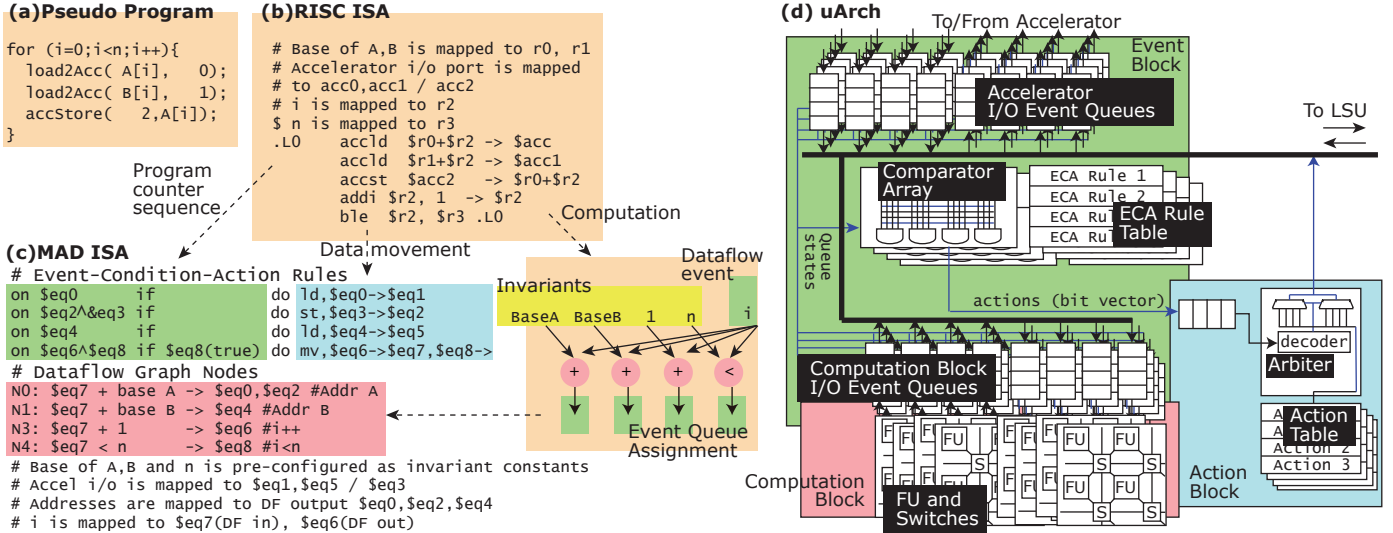 (a)Pseudo Program
for (i=0;i<n;i++){
load2Acc( A[i], 0);
load2Acc( B[i], 1);
accStore( 2,A[i]);
}
(b)RISC ISA
# Base of A,B is mapped to r0, r1
# Accelerator i/o port is mapped
# to acc0,acc1 / acc2
# i is mapped to r2
$ n is mapped to r3
.L0 accld $r0+$r2 -> $acc
accld $r1+$r2 -> $acc1
accst $acc2 -> $r0+$r2
addi $r2, 1 -> $r2
ble $r2, $r3 .L0
Program
counter
sequence
Data movement
Computation
(c)MAD ISA
# Event-Condition-Action Rules
on $eq0 if do ld,$eq0->$eq1
on $eq2^&eq3 if do st,$eq3->$eq2
on $eq4 if do ld,$eq4->$eq5
on $eq6^$eq8 if $eq8(true) do mv,$eq6->$eq7,$eq8->
# Dataflow Graph Nodes
N0: $eq7 + base A -> $eq0,$eq2 #Addr A
N1: $eq7 + base B -> $eq4 #Addr B
N3: $eq7 + 1 -> $eq6 #i++
N4: $eq7 < n -> $eq8 #i<n
# Base of A,B and n is pre-configured as invariant constants
# Accel i/o is mapped to $eq1,$eq5 / $eq3
# Addresses are mapped to DF output $eq0,$eq2,$eq4
# i is mapped to $eq7(DF in), $eq6(DF out)
Dataflow
event
Invariants
BaseA BaseB 1 n i
+ + + <
Event Queue
Assignment
(d) uArch
To/From Accelerator
Event
Block
Accelerator
I/O Event Queues
To LSU
Comparator
Array
ECA Rule 1
ECA Rule 2
ECA Rul
ECA Rul
ECA Rule
Table
Queue
states
actions (bit vector)
decoder
Arbiter
Computation Block
I/O Event Queues
A
A
Action 2
Action 3
Action
Table
Action
Block
Computation
Block
FU FU FU FU FU FU
S S
FU FU FU FU
S S
FU and
Switches